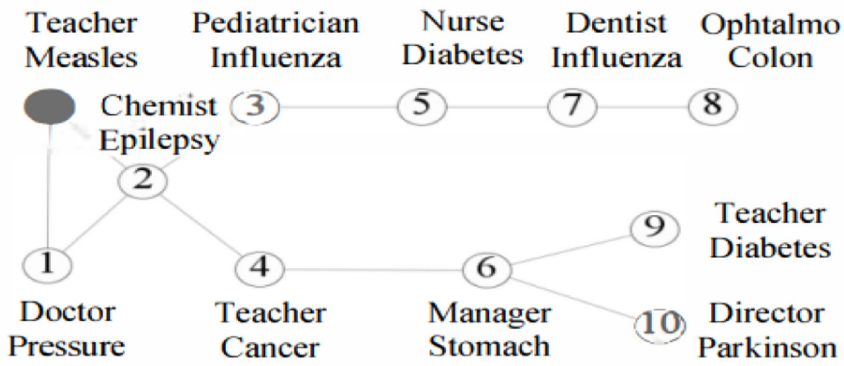 Teacher
Measles
Pediatrician
Influenza
Nurse
Diabetes
Dentist
Influenza
Ophtalmo
Colon
Chemist
Epilepsy
3
5
7
8
2
1
4
6
9
Teacher
Diabetes
10
Doctor
Pressure
Teacher
Cancer
Manager
Stomach
Director
Parkinson